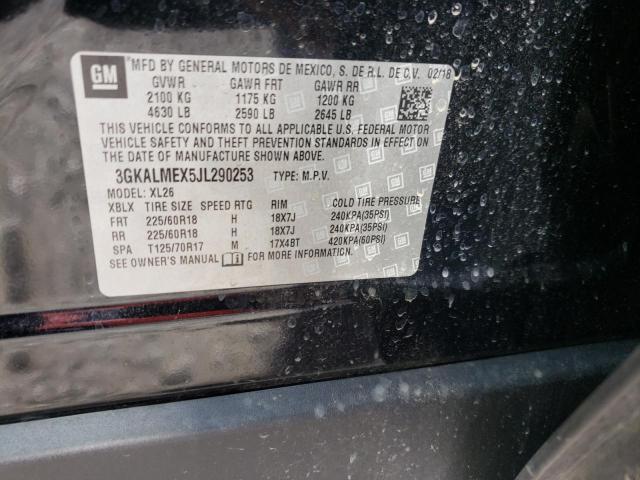 GM
MFD BY GENERAL MOTORS DE MEXICO, S. DE R.L. DE C.V. 02/18
GVWR GAWR FRT GAWR RR
2100 KG 1175 KG 1200 KG
4630 LB 2590 LB 2645 LB
THIS VEHICLE CONFORMS TO ALL APPLICABLE U.S. FEDERAL MOTOR
VEHICLE SAFETY AND THEFT PREVENTION STANDARDS IN EFFECT ON
THE DATE OF MANUFACTURE SHOWN ABOVE.
3GKALMEX5JL290253 TYPE: M.P.V.
MODEL: XL26
XBLX TIRE SIZE SPEED RTG RIM COLD TIRE PRESSURE
FRT 225/60R18 H 18X7J 240KPA(35PSI)
RR 225/60R18 H 18X7J 240KPA(35PSI)
SPA T125/70R17 M 17X4BT 420KPA(60PSI)
SEE OWNER'S MANUAL FOR MORE INFORMATION.